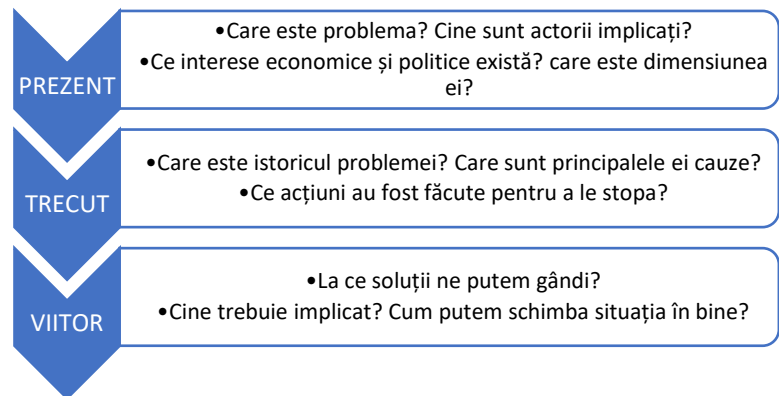 PREZENT
•Care este problema? Cine sunt actorii implicați?
•Ce interese economice și politice există? care este dimensiunea
ei?
TRECUT
•Care este istoricul problemei? Care sunt principalele ei cauze?
•Ce acțiuni au fost făcute pentru a le stopa?
VIITOR
•La ce soluții ne putem gândi?
•Cine trebuie implicat? Cum putem schimba situația în bine?